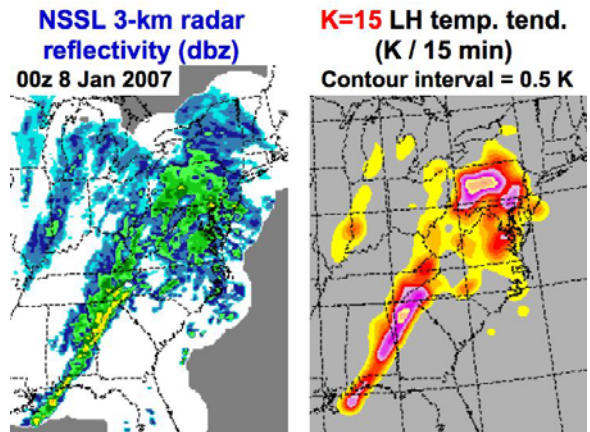 NSSL 3-km radar
reflectivity (dbz)
00z 8 Jan 2007
K=15 LH temp. tend.
(K / 15 min)
Contour interval = 0.5 K